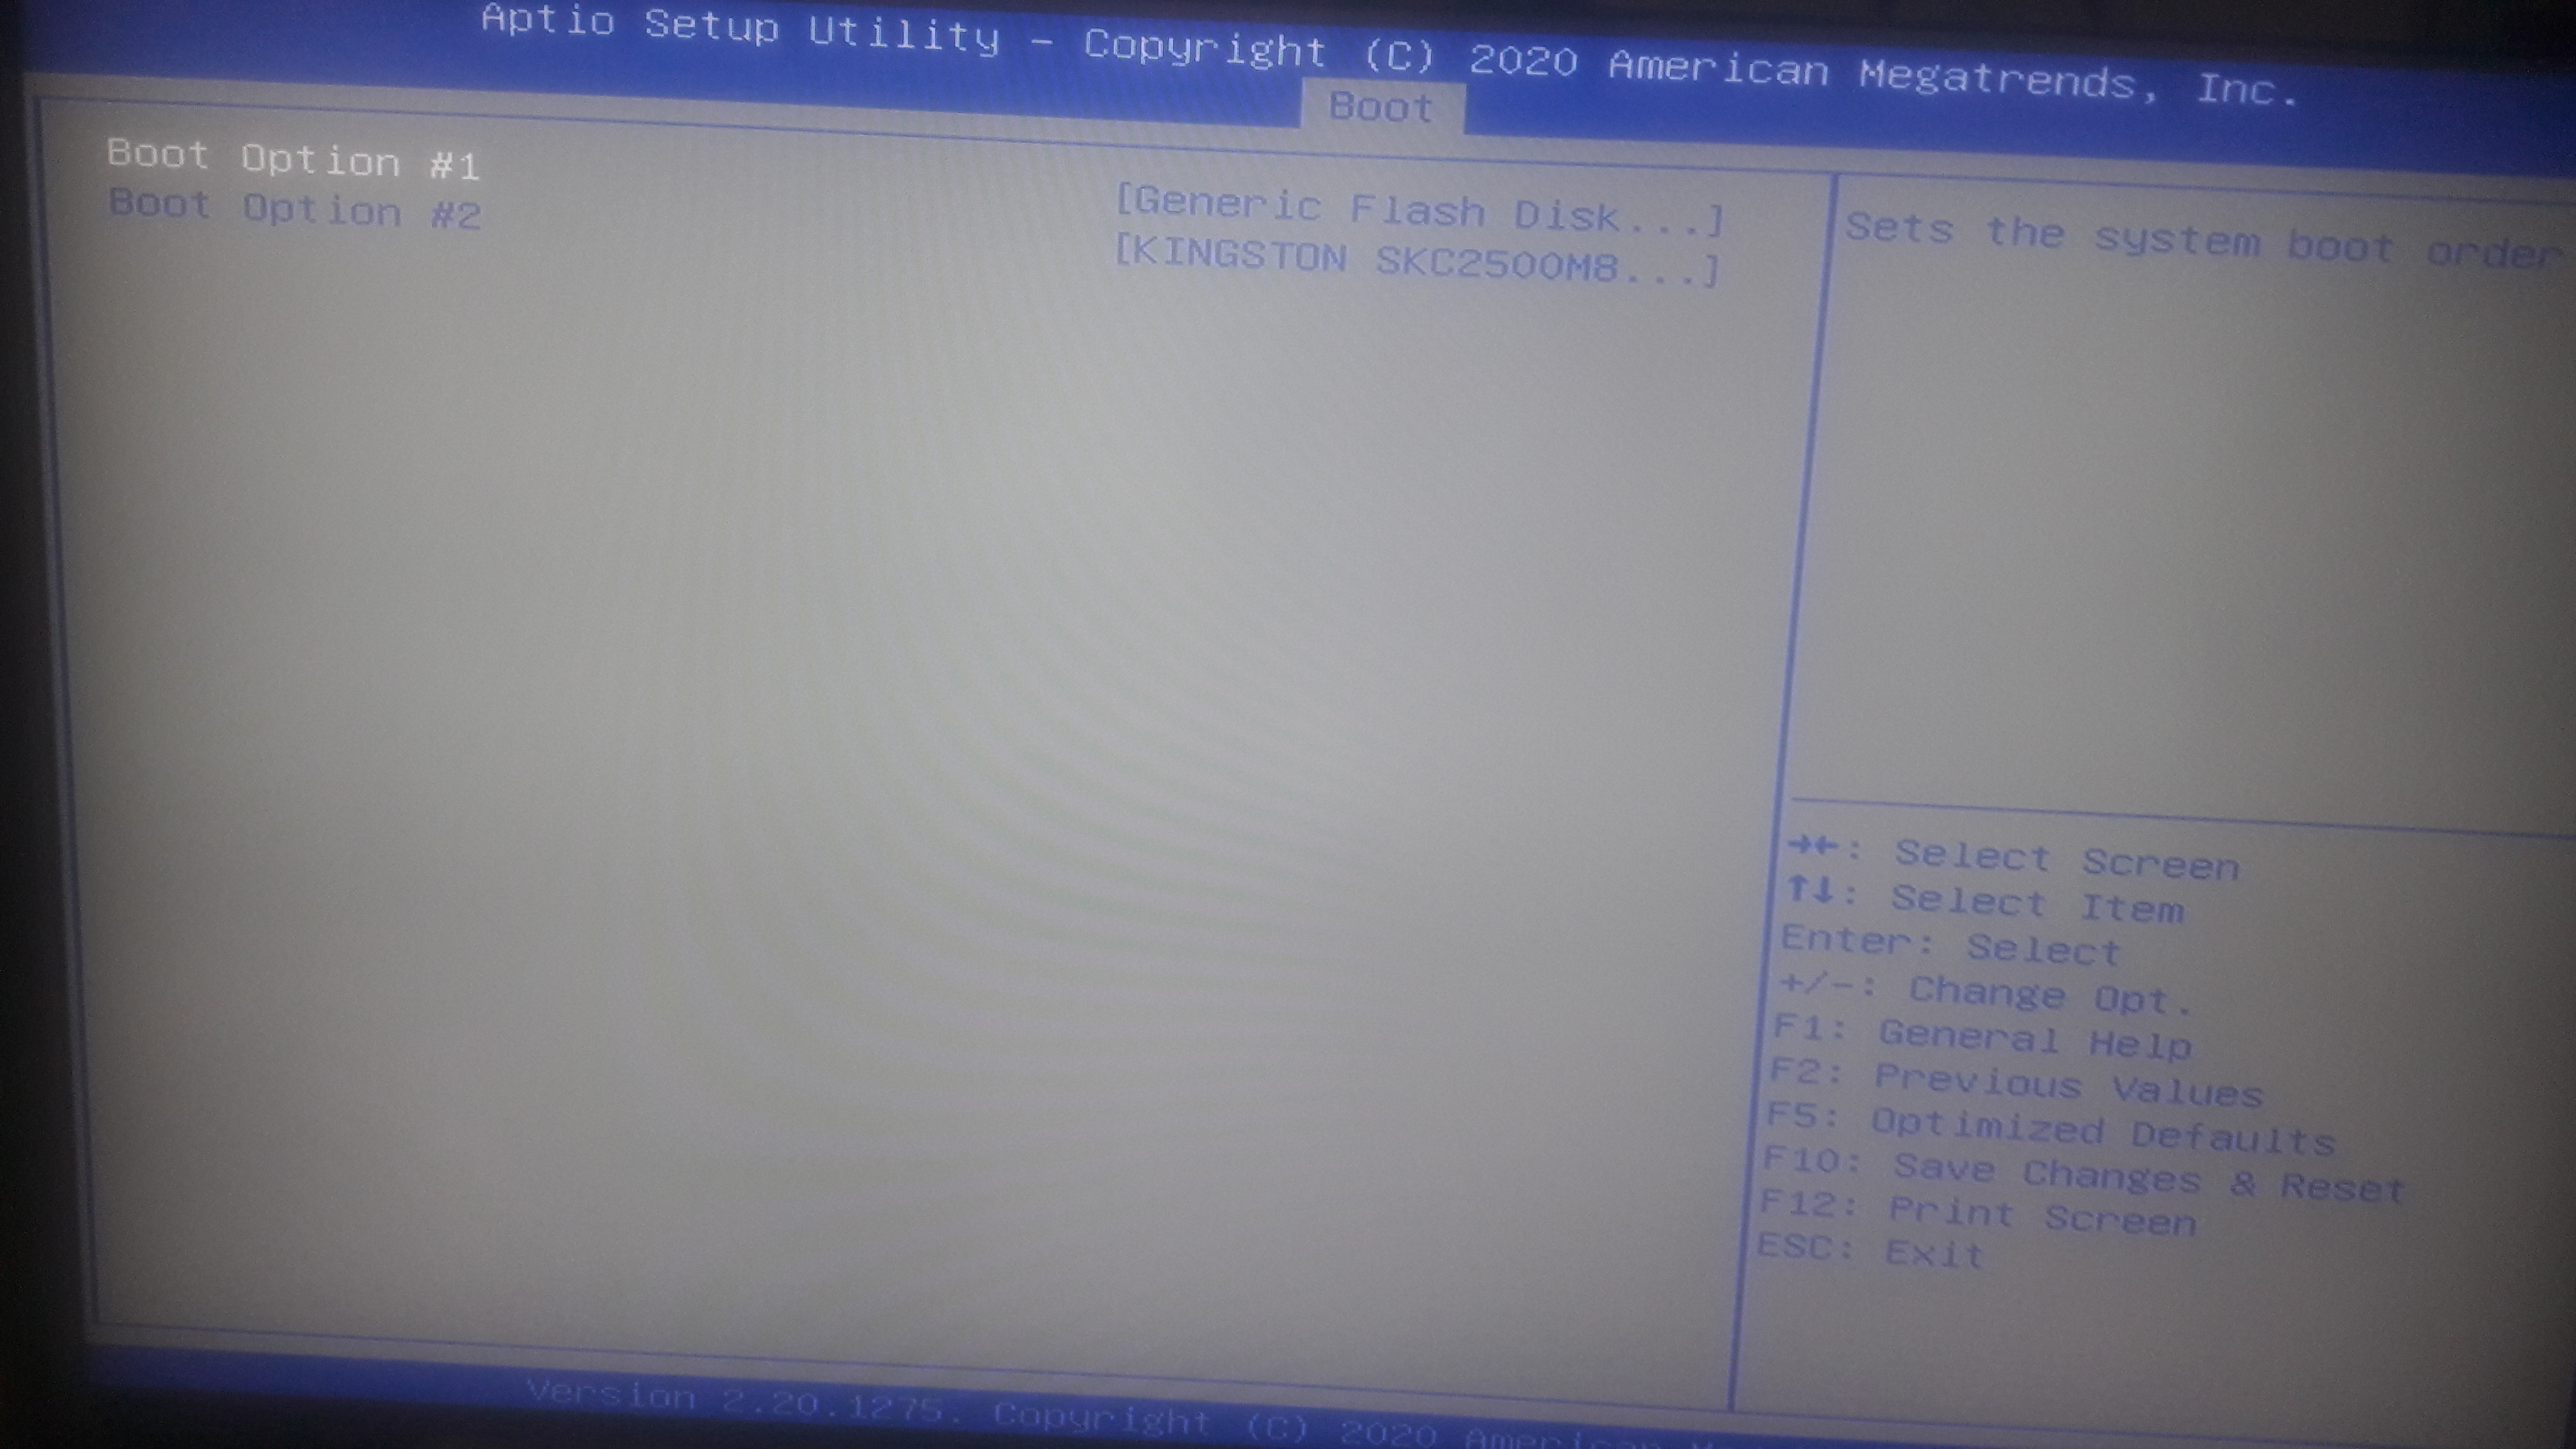 Aptio Setup Utility - Copyright (C) 2020 American Megatrends, Inc.
Boot
Boot Option #1 [Generic Flash Disk...]
Boot Option #2 [KINGSTON SKC2500M8...]
Sets the system boot order
→←: Select Screen
↑↓: Select Item
Enter: Select
+/-: Change Opt.
F1: General Help
F2: Previous Values
F5: Optimized Defaults
F10: Save Changes & Reset
F12: Print Screen
ESC: Exit
Version 2.20.1275. Copyright (C) 2020 American